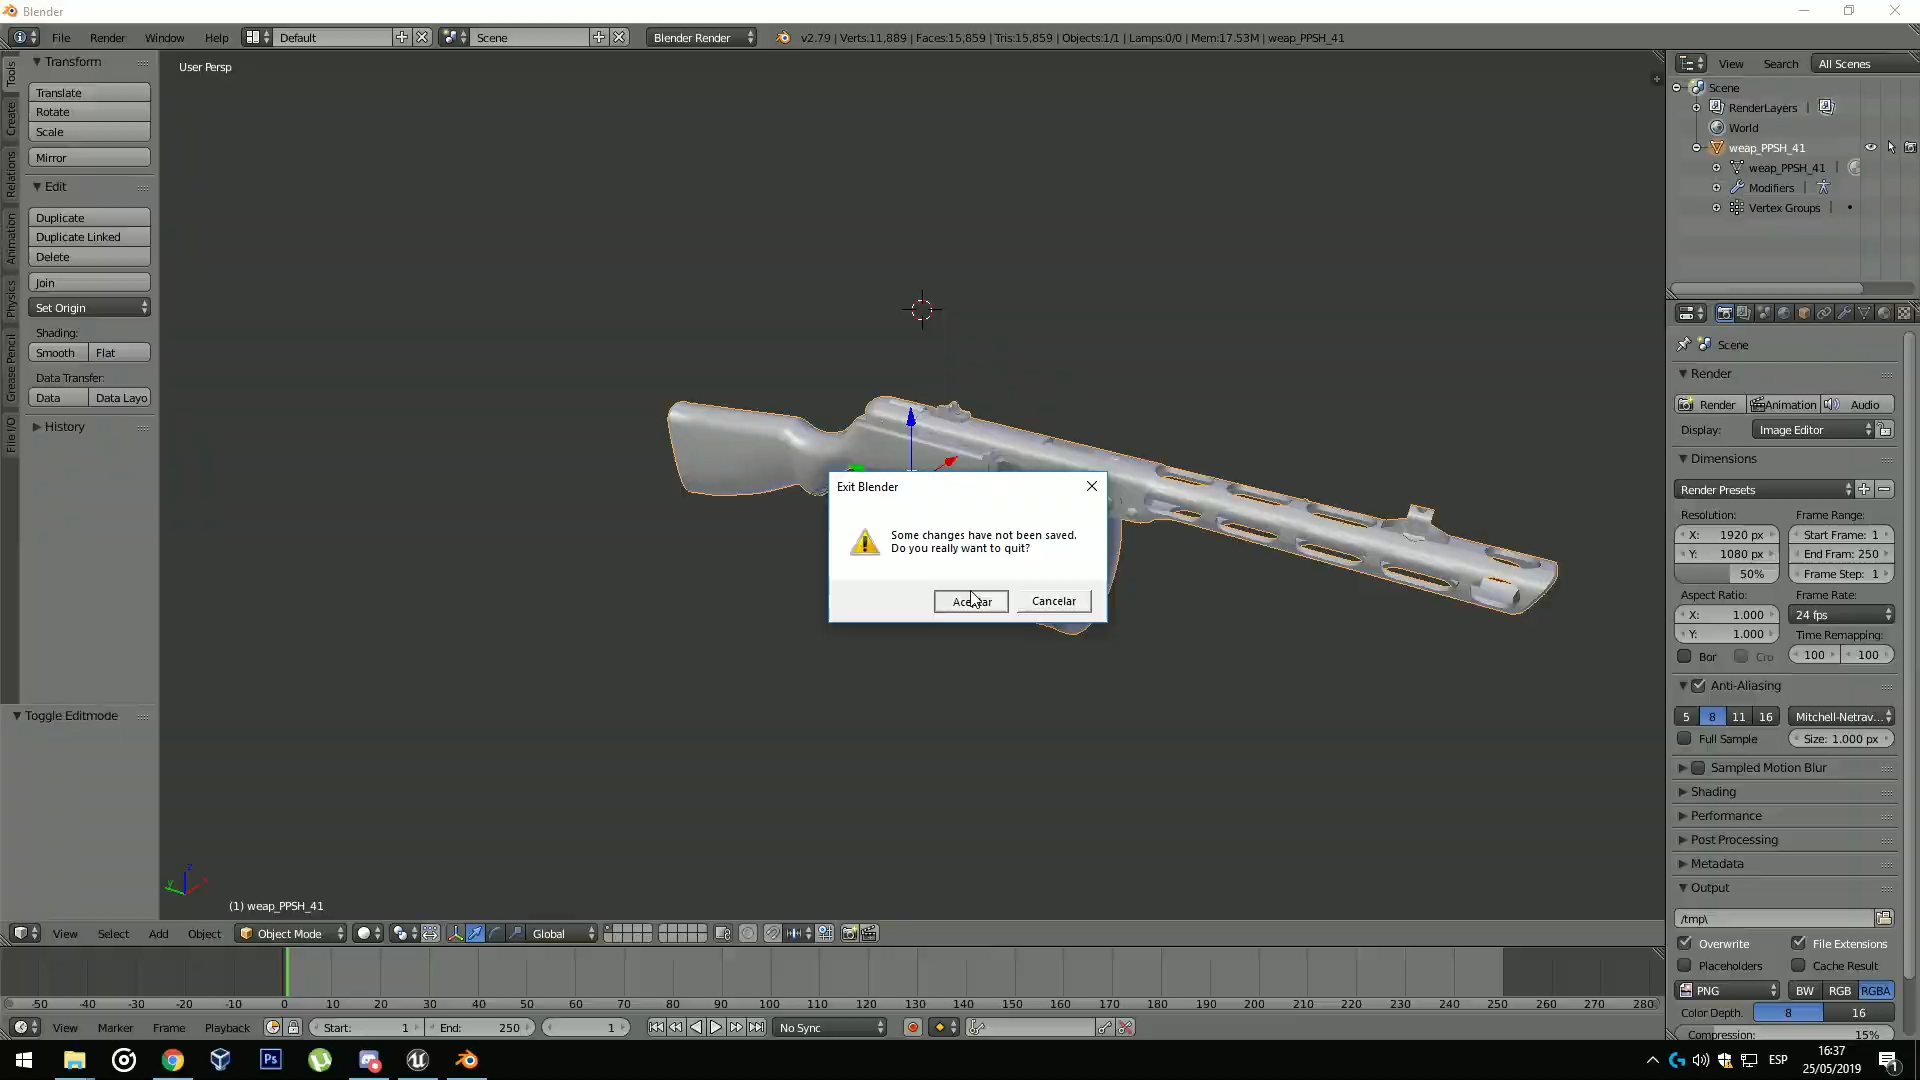 Blender
File Render Window Help Default Scene Blender Render v2.79 | Verts:11,889 | Faces:15,859 | Tris:15,859 | Objects:1/1 | Lamps:0/0 | Mem:17.53M | weap_PPSH_41
Tools
Create
Relations
Animation
Physics
Grease Pencil
File I/O
Transform
Translate
Rotate
Scale
Mirror
Edit
Duplicate
Duplicate Linked
Delete
Join
Set Origin
Shading:
Smooth Flat
Data Transfer:
Data Data Layo
History
Toggle Editmode
User Persp
Exit Blender
Some changes have not been saved.
Do you really want to quit?
Cancelar
(1) weap_PPSH_41
View Search All Scenes
Scene
RenderLayers
World
weap_PPSH_41
weap_PPSH_41
Modifiers
Vertex Groups
Scene
Render
Render Animation Audio
Display: Image Editor
Dimensions
Render Presets
Resolution: Frame Range:
X: 1920 px Start Frame: 1
Y: 1080 px End Fram: 250
50% Frame Step: 1
Aspect Ratio: Frame Rate:
X: 1.000 24 fps
Y: 1.000 Time Remapping:
Bor Cro 100 100
Anti-Aliasing
5 8 11 16 Mitchell-Netrav...
Full Sample Size: 1.000 px
Sampled Motion Blur
Shading
Performance
Post Processing
Metadata
Output
/tmp\
Overwrite File Extensions
Placeholders Cache Result
PNG BW RGB RGBA
Color Depth: 8 16
Compression: 15%
View Select Add Object Object Mode Global
-50 -40 -30 -20 -10 0 10 20 30 40 50 60 70 80 90 100 110 120 130 140 150 160 170 180 190 200 210 220 230 240 250 260 270 280
View Marker Frame Playback Start: 1 End: 250 1 No Sync
Ps ESP 16:37
25/05/2019 1